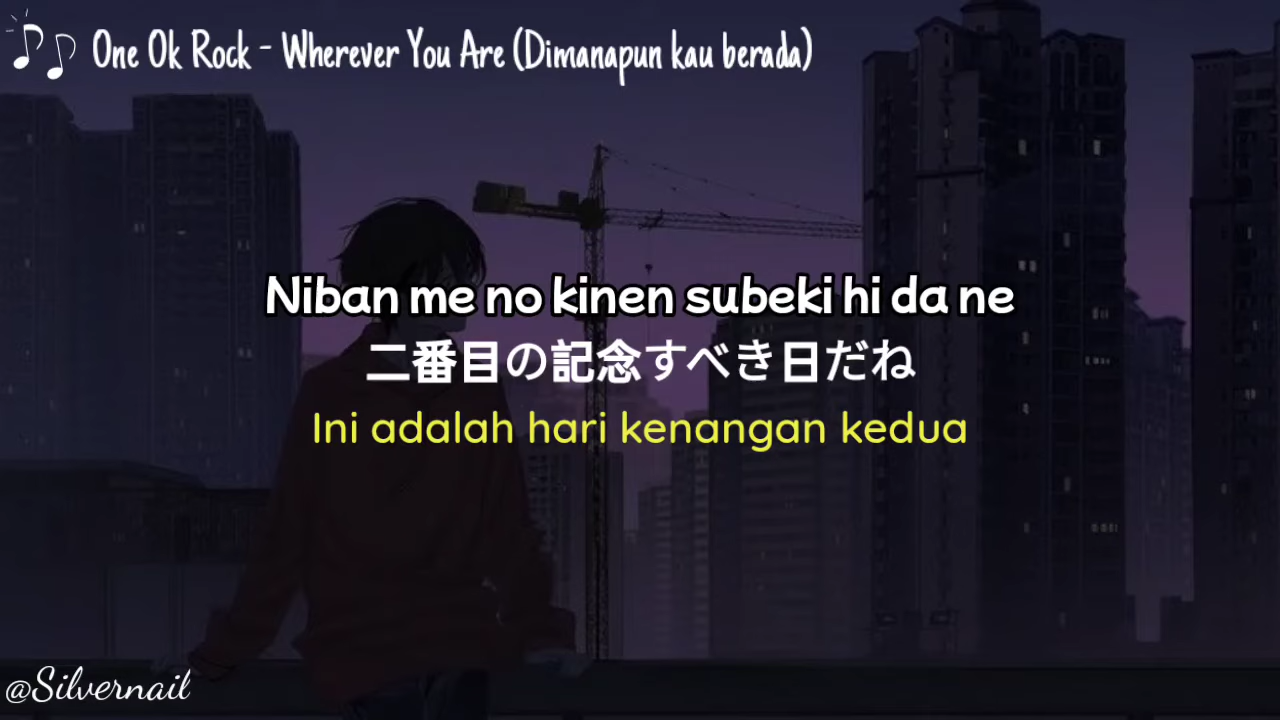 One Ok Rock - Wherever You Are (Dimanapun kau berada)
Niban me no kinen subeki hi da ne
二番目の記念すべき日だね
Ini adalah hari kenangan kedua
@Silvernail